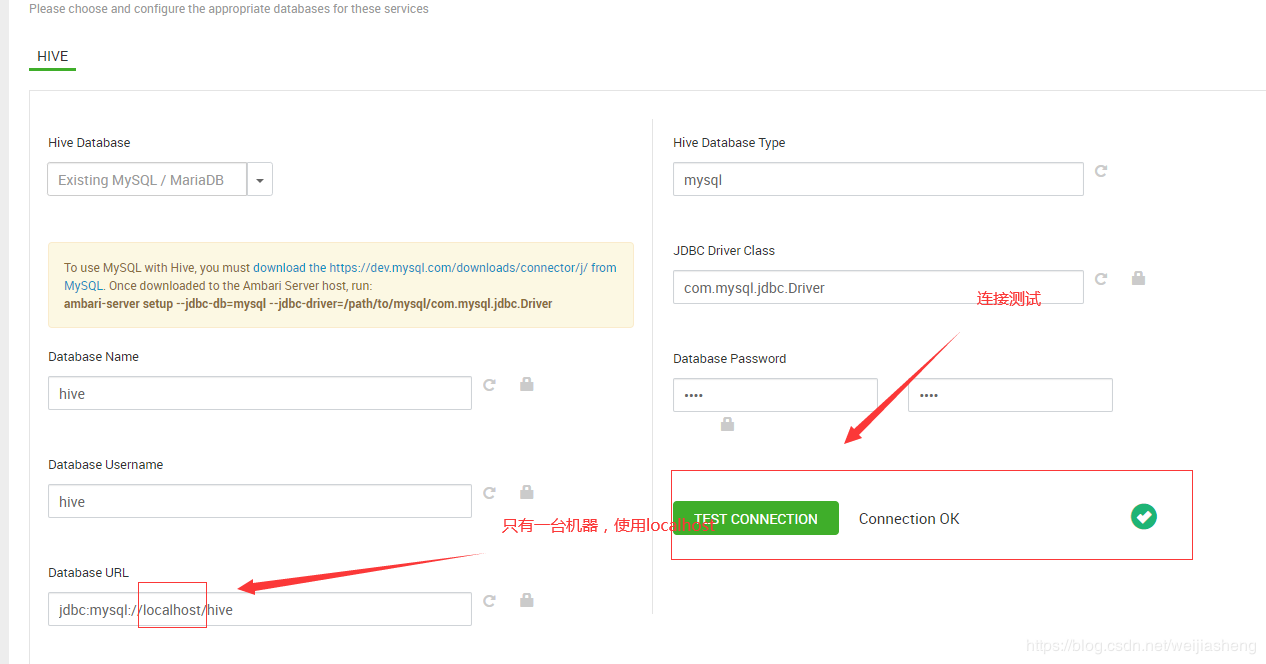 Please choose and configure the appropriate databases for these services
HIVE
Hive Database
Existing MySQL / MariaDB
To use MySQL with Hive, you must download the https://dev.mysql.com/downloads/connector/j/ from
MySQL. Once downloaded to the Ambari Server host, run:
ambari-server setup --jdbc-db=mysql --jdbc-driver=/path/to/mysql/com.mysql.jdbc.Driver
Database Name
hive
Database Username
hive
只有一台机器，使用localhost
Database URL
jdbc:mysql://localhost/hive
Hive Database Type
mysql
JDBC Driver Class
com.mysql.jdbc.Driver
连接测试
Database Password
•••• ••••
TEST CONNECTION Connection OK
https://blog.csdn.net/weijiasheng